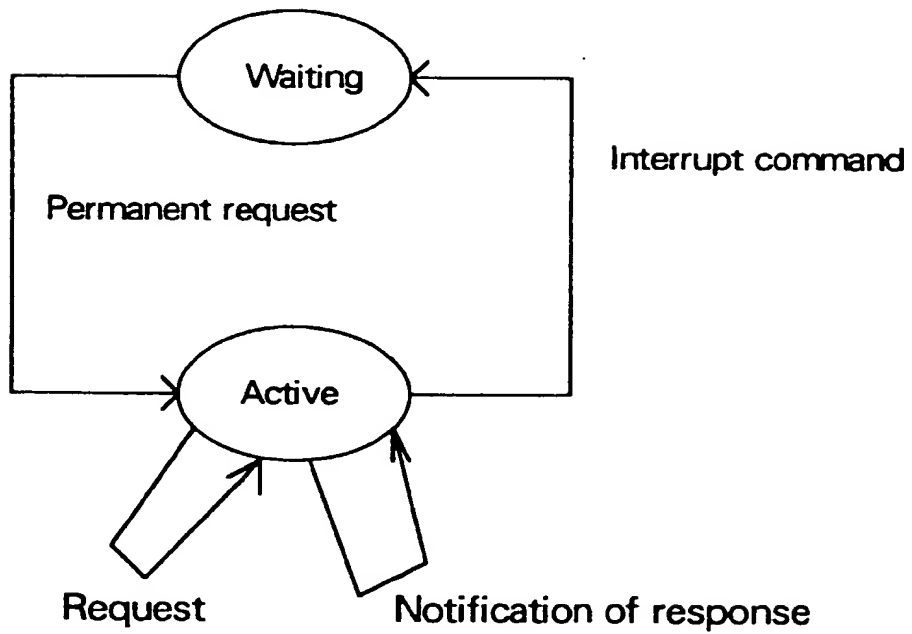 Waiting
Interrupt command
Permanent request
Active
Request
Notification of response